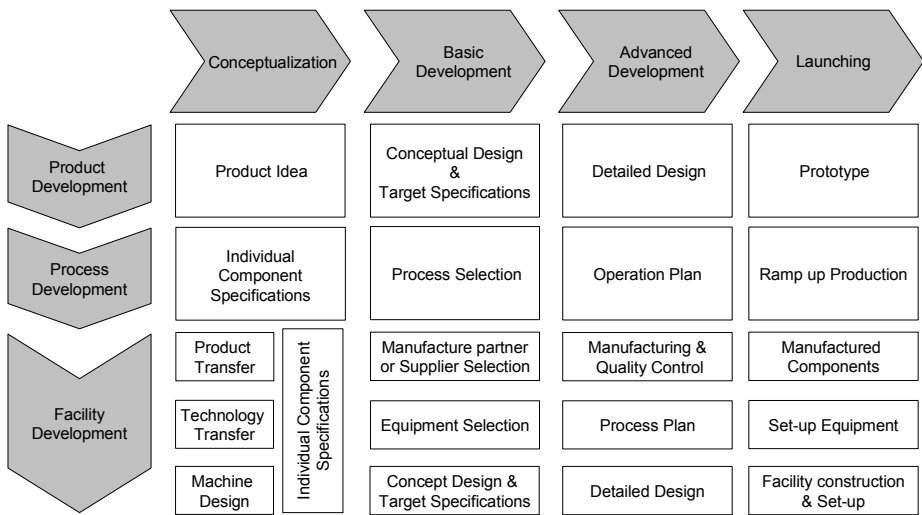 Conceptualization
Basic
Development
Advanced
Development
Launching
Product
Development
Product Idea
Conceptual Design
&
Target Specifications
Detailed Design
Prototype
Process
Development
Individual
Component
Specifications
Process Selection
Operation Plan
Ramp up Production
Facility
Development
Product
Transfer
Individual Component
Specifications
Manufacture partner
or Supplier Selection
Manufacturing &
Quality Control
Manufactured
Components
Technology
Transfer
Equipment Selection
Process Plan
Set-up Equipment
Machine
Design
Concept Design &
Target Specifications
Detailed Design
Facility construction
& Set-up